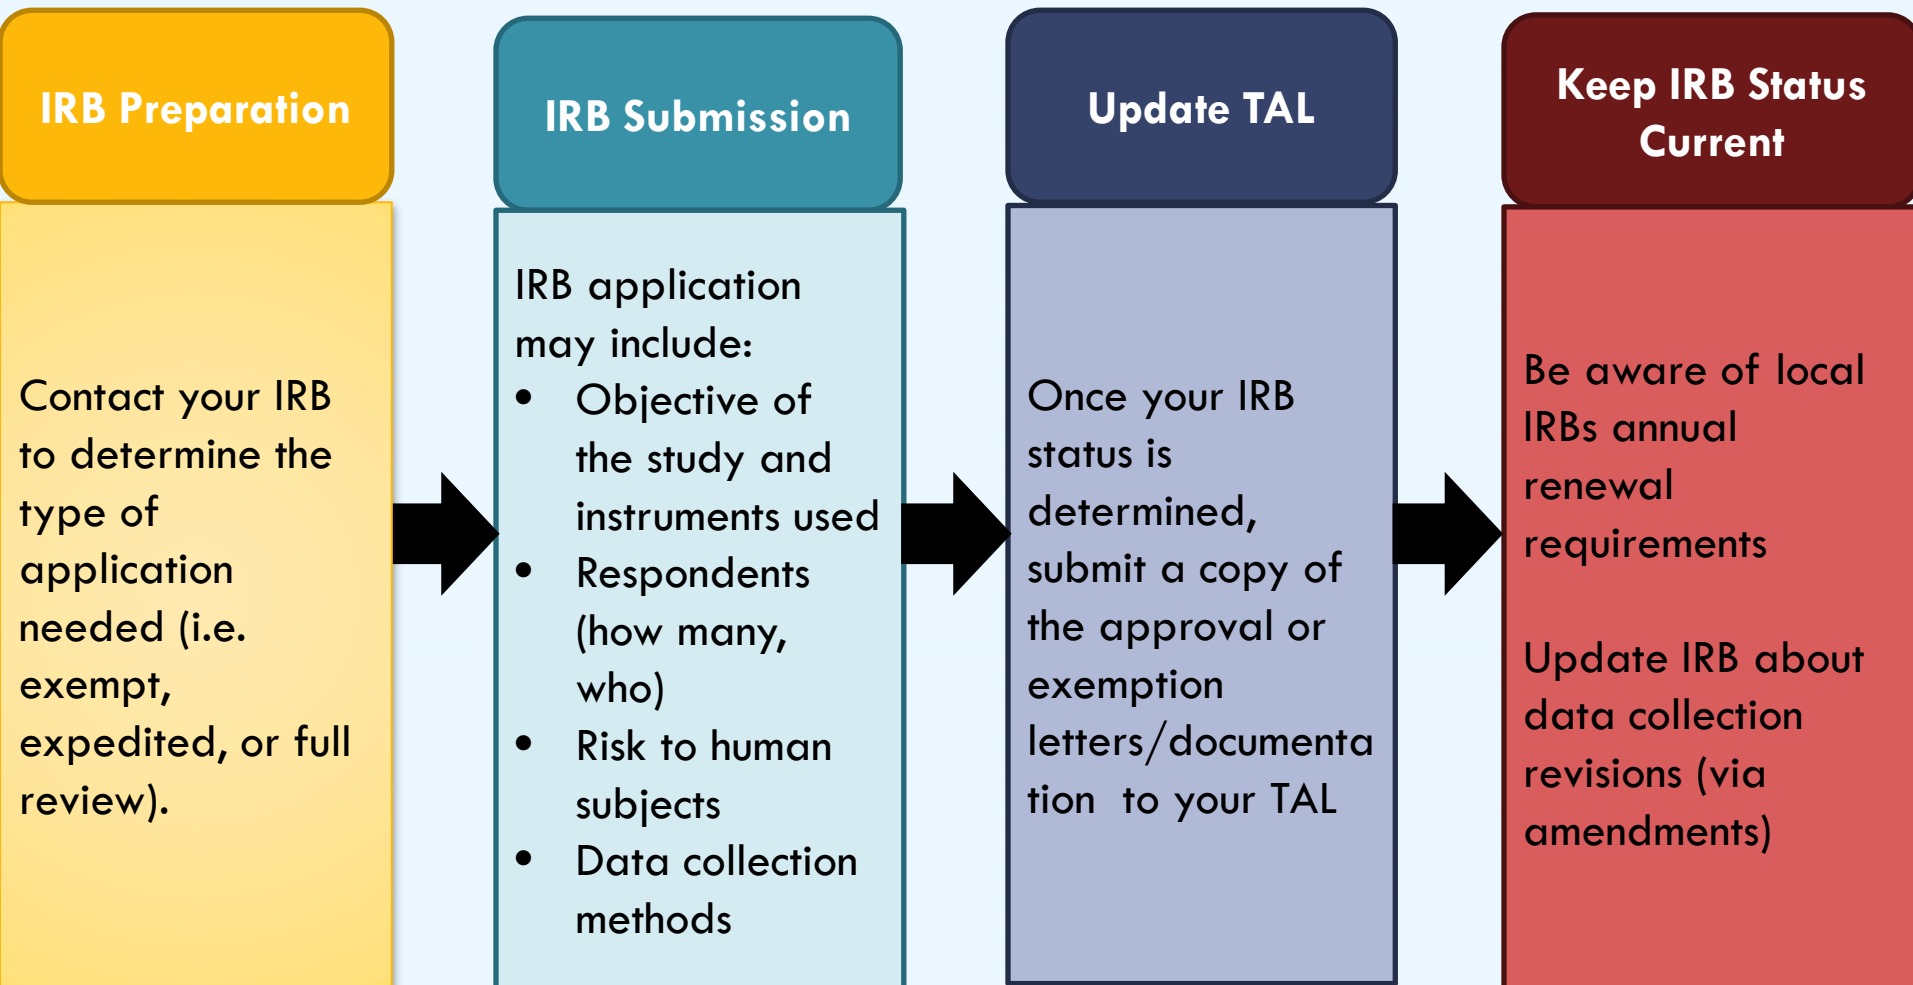 IRB Preparation
Contact your IRB
to determine the
type of
application
needed (i.e.
exempt,
expedited, or full
review).
IRB Submission
IRB application
may include:
• Objective of
the study and
instruments used
• Respondents
(how many,
who)
• Risk to human
subjects
• Data collection
methods
Update TAL
Once your IRB
status is
determined,
submit a copy of
the approval or
exemption
letters/documenta
tion to your TAL
Keep IRB Status
Current
Be aware of local
IRBs annual
renewal
requirements
Update IRB about
data collection
revisions (via
amendments)